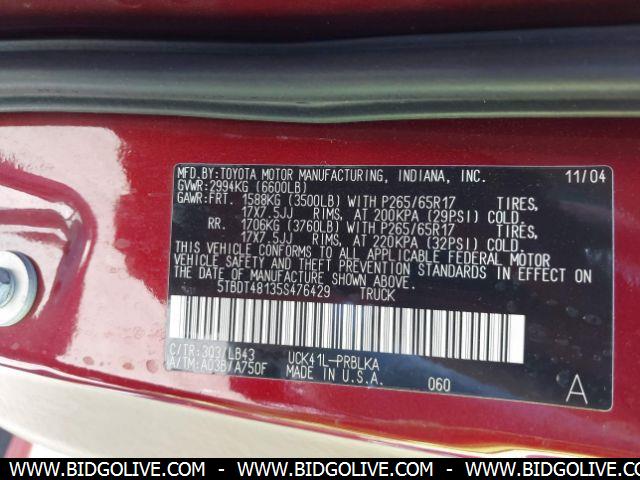 MFD.BY:TOYOTA MOTOR MANUFACTURING, INDIANA, INC. 11/04
GVWR:2994KG (6600LB)
GAWR:FRT. 1588KG (3500LB) WITH P265/65R17 TIRES,
17X7.5JJ RIMS, AT 200KPA (29PSI) COLD.
RR. 1706KG (3760LB) WITH P265/65R17 TIRES,
17X7.5JJ RIMS, AT 220KPA (32PSI) COLD.
THIS VEHICLE CONFORMS TO ALL APPLICABLE FEDERAL MOTOR
VEHICLE SAFETY AND THEFT PREVENTION STANDARDS IN EFFECT ON
THE DATE OF MANUFACTURE SHOWN ABOVE.
5TBDT48135S476429 TRUCK
C/TR:3Q3/LB43 UCK41L-PRBLKA
A/TM:A03B/A750F MADE IN U.S.A. 060 A
WWW.BIDGOLIVE.COM - WWW.BIDGOLIVE.COM - WWW.BIDGOLIVE.COM